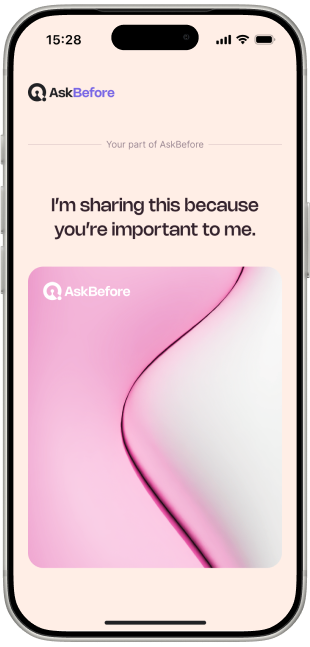 15:28
AskBefore
Your part of AskBefore
I'm sharing this because
you're important to me.
AskBefore